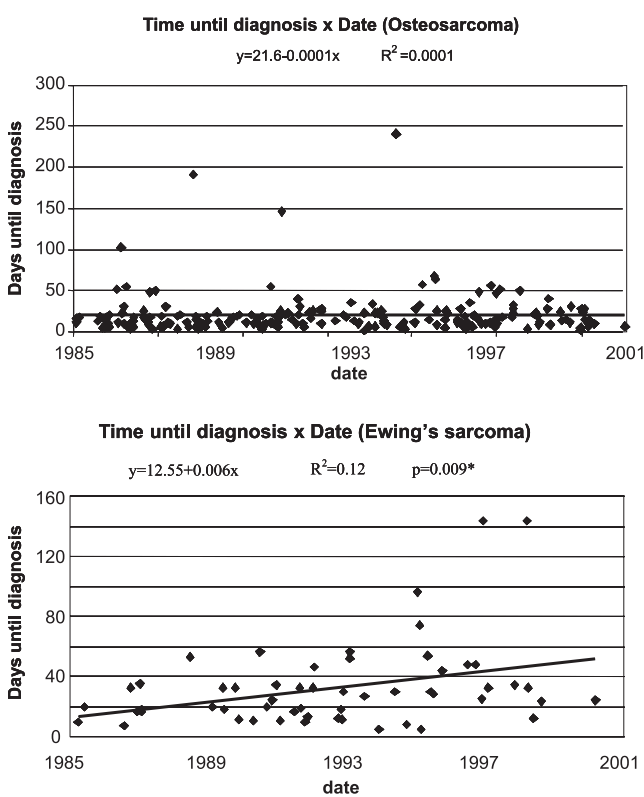 Time until diagnosis x Date (Osteosarcoma)
y=21.6-0.0001x R2 =0.0001
300
250
200
150
100
50
0
Days until diagnosis
1985 1989 1993 1997 2001
date
Time until diagnosis x Date (Ewing's sarcoma)
y=12.55+0.006x R2=0.12 p=0.009*
160
120
80
40
0
Days until diagnosis
1985 1989 1993 1997 2001
date